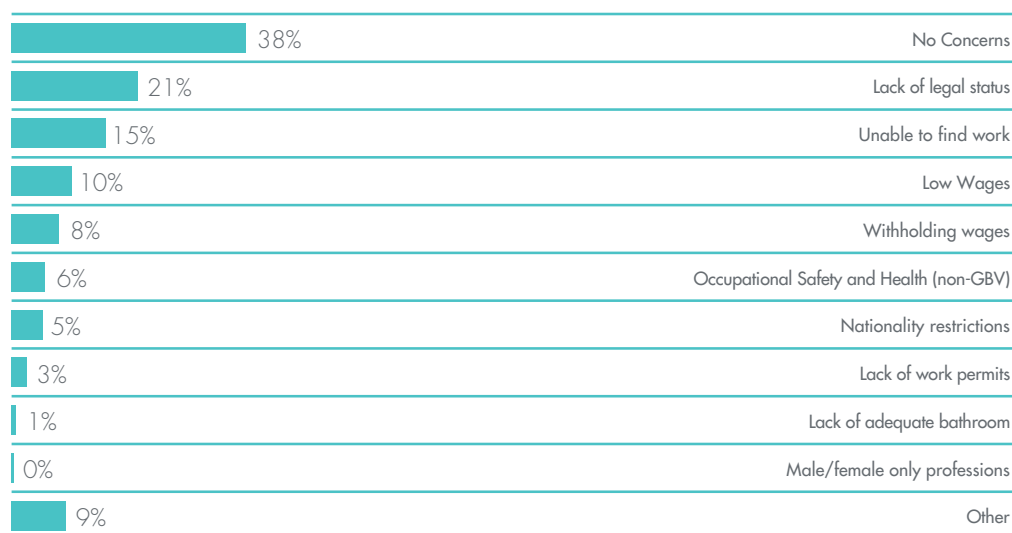 38% No Concerns
21% Lack of legal status
15% Unable to find work
10% Low Wages
8% Withholding wages
6% Occupational Safety and Health (non-GBV)
5% Nationality restrictions
3% Lack of work permits
1% Lack of adequate bathroom
0% Male/female only professions
9% Other